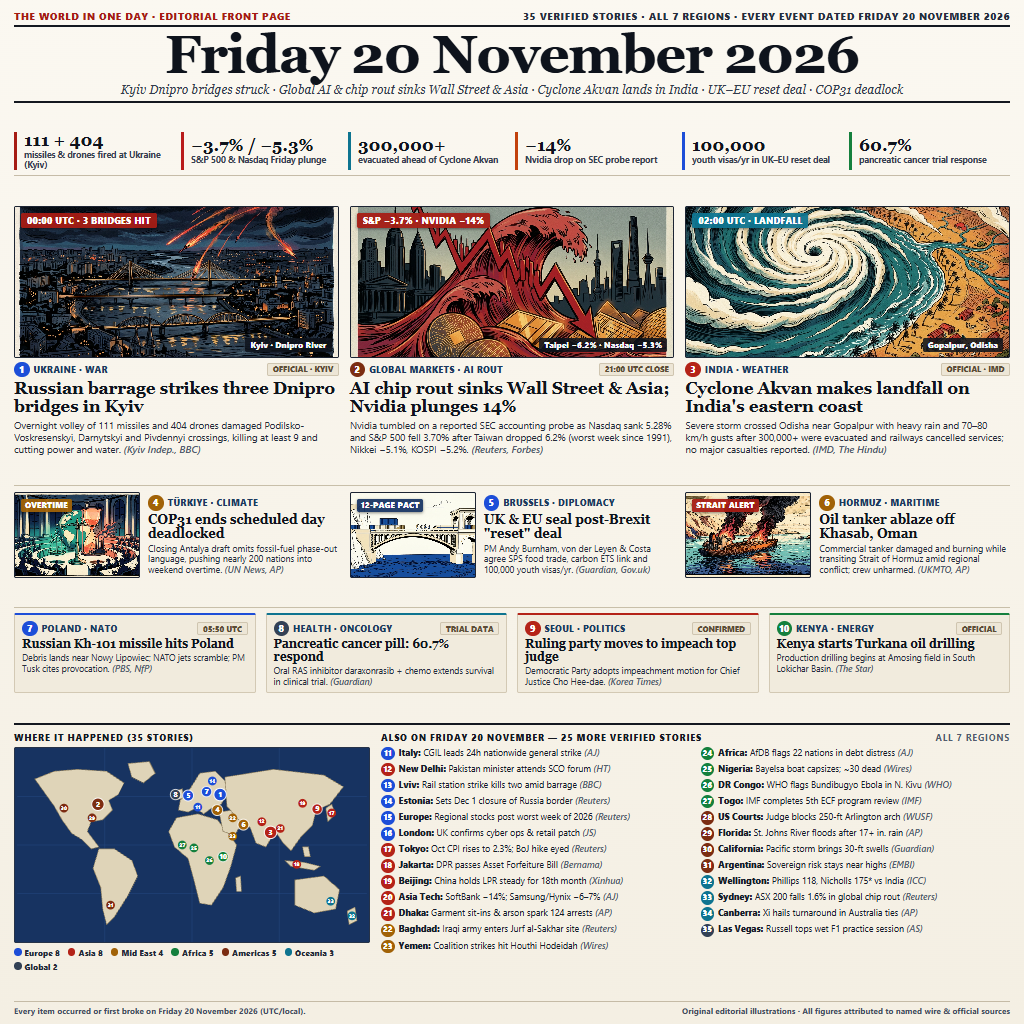 THE WORLD IN ONE DAY · EDITORIAL FRONT PAGE
35 VERIFIED STORIES · ALL 7 REGIONS · EVERY EVENT DATED FRIDAY 20 NOVEMBER 2026
Friday 20 November 2026
Kyiv Dnipro bridges struck · Global AI & chip rout sinks Wall Street & Asia · Cyclone Akvan lands in India · UK–EU reset deal · COP31 deadlock
111 + 404
missiles & drones fired at Ukraine
(Kyiv)
−3.7% / −5.3%
S&P 500 & Nasdaq Friday plunge
300,000+
evacuated ahead of Cyclone Akvan
−14%
Nvidia drop on SEC probe report
100,000
youth visas/yr in UK–EU reset deal
60.7%
pancreatic cancer trial response
00:00 UTC · 3 BRIDGES HIT
Kyiv · Dnipro River
1 UKRAINE · WAR
OFFICIAL · KYIV
Russian barrage strikes three Dnipro
bridges in Kyiv
Overnight volley of 111 missiles and 404 drones damaged Podilsko-
Voskresenskyi, Darnytskyi and Pivdennyi crossings, killing at least 9 and
cutting power and water. (Kyiv Indep., BBC)
S&P −3.7% · NVIDIA −14%
Taipei −6.2% · Nasdaq −5.3%
2 GLOBAL MARKETS · AI ROUT
21:00 UTC CLOSE
AI chip rout sinks Wall Street & Asia;
Nvidia plunges 14%
Nvidia tumbled on a reported SEC accounting probe as Nasdaq sank 5.28%
and S&P 500 fell 3.70% after Taiwan dropped 6.2% (worst week since 1991),
Nikkei −5.1%, KOSPI −5.2%. (Reuters, Forbes)
02:00 UTC · LANDFALL
Gopalpur, Odisha
3 INDIA · WEATHER
OFFICIAL · IMD
Cyclone Akvan makes landfall on
India's eastern coast
Severe storm crossed Odisha near Gopalpur with heavy rain and 70–80
km/h gusts after 300,000+ were evacuated and railways cancelled services;
no major casualties reported. (IMD, The Hindu)
OVERTIME
4 TÜRKIYE · CLIMATE
COP31 ends scheduled day
deadlocked
Closing Antalya draft omits fossil-fuel phase-out
language, pushing nearly 200 nations into
weekend overtime. (UN News, AP)
12-PAGE PACT
5 BRUSSELS · DIPLOMACY
UK & EU seal post-Brexit
"reset" deal
PM Andy Burnham, von der Leyen & Costa
agree SPS food trade, carbon ETS link and
100,000 youth visas/yr. (Guardian, Gov.uk)
STRAIT ALERT
6 HORMUZ · MARITIME
Oil tanker ablaze off
Khasab, Oman
Commercial tanker damaged and burning while
transiting Strait of Hormuz amid regional
conflict; crew unharmed. (UKMTO, AP)
7 POLAND · NATO
05:50 UTC
Russian Kh-101 missile hits Poland
Debris lands near Nowy Lipowiec; NATO jets scramble; PM
Tusk cites provocation. (PBS, NfP)
8 HEALTH · ONCOLOGY
TRIAL DATA
Pancreatic cancer pill: 60.7%
respond
Oral RAS inhibitor daraxonrasib + chemo extends survival
in clinical trial. (Guardian)
9 SEOUL · POLITICS
CONFIRMED
Ruling party moves to impeach top
judge
Democratic Party adopts impeachment motion for Chief
Justice Cho Hee-dae. (Korea Times)
10 KENYA · ENERGY
OFFICIAL
Kenya starts Turkana oil drilling
Production drilling begins at Amosing field in South
Lokichar Basin. (The Star)
WHERE IT HAPPENED (35 STORIES)
Europe 8 Asia 8 Mid East 4 Africa 5 Americas 5 Oceania 3
Global 2
ALSO ON FRIDAY 20 NOVEMBER — 25 MORE VERIFIED STORIES
ALL 7 REGIONS
11 Italy: CGIL leads 24h nationwide general strike (AJ)
12 New Delhi: Pakistan minister attends SCO forum (HT)
13 Lviv: Rail station strike kills two amid barrage (BBC)
14 Estonia: Sets Dec 1 closure of Russia border (Reuters)
15 Europe: Regional stocks post worst week of 2026 (Reuters)
16 London: UK confirms cyber ops & retail patch (JS)
17 Tokyo: Oct CPI rises to 2.3%; BoJ hike eyed (Reuters)
18 Jakarta: DPR passes Asset Forfeiture Bill (Bernama)
19 Beijing: China holds LPR steady for 18th month (Xinhua)
20 Asia Tech: SoftBank −14%; Samsung/Hynix −6–7% (AJ)
21 Dhaka: Garment sit-ins & arson spark 124 arrests (AP)
22 Baghdad: Iraqi army enters Jurf al-Sakhar site (Reuters)
23 Yemen: Coalition strikes hit Houthi Hodeidah (Wires)
24 Africa: AfDB flags 22 nations in debt distress (AJ)
25 Nigeria: Bayelsa boat capsizes; ~30 dead (Wires)
26 DR Congo: WHO flags Bundibugyo Ebola in N. Kivu (WHO)
27 Togo: IMF completes 5th ECF program review (IMF)
28 US Courts: Judge blocks 250-ft Arlington arch (WUSF)
29 Florida: St. Johns River floods after 17+ in. rain (AP)
30 California: Pacific storm brings 30-ft swells (Guardian)
31 Argentina: Sovereign risk stays near highs (EMBI)
32 Wellington: Phillips 118, Nicholls 175* vs India (ICC)
33 Sydney: ASX 200 falls 1.6% in global chip rout (Reuters)
34 Canberra: Xi hails turnaround in Australia ties (AP)
35 Las Vegas: Russell tops wet F1 practice session (AS)
Every item occurred or first broke on Friday 20 November 2026 (UTC/local).
Original editorial illustrations · All figures attributed to named wire & official sources